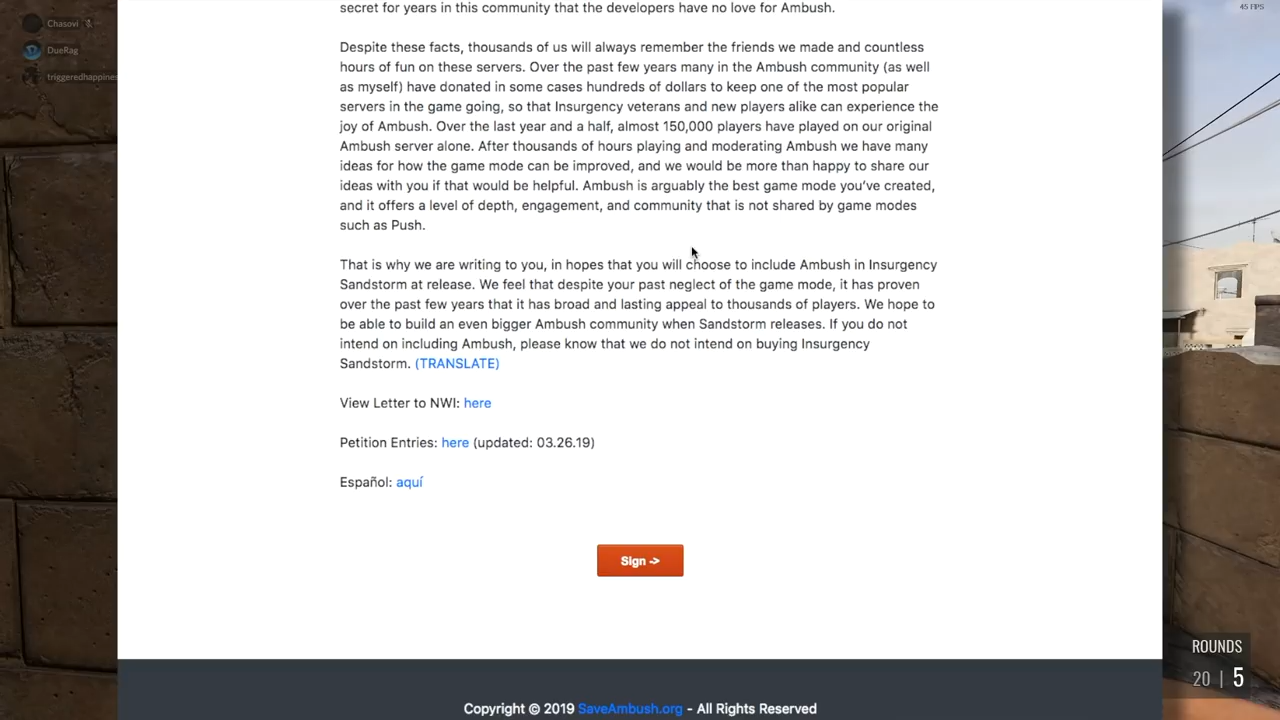 Chasovi
DueRag
triggeredhappines
45 FPS
secret for years in this community that the developers have no love for Ambush.
Despite these facts, thousands of us will always remember the friends we made and countless
hours of fun on these servers. Over the past few years many in the Ambush community (as well
as myself) have donated in some cases hundreds of dollars to keep one of the most popular
servers in the game going, so that Insurgency veterans and new players alike can experience the
joy of Ambush. Over the last year and a half, almost 150,000 players have played on our original
Ambush server alone. After thousands of hours playing and moderating Ambush we have many
ideas for how the game mode can be improved, and we would be more than happy to share our
ideas with you if that would be helpful. Ambush is arguably the best game mode you’ve created,
and it offers a level of depth, engagement, and community that is not shared by game modes
such as Push.
That is why we are writing to you, in hopes that you will choose to include Ambush in Insurgency
Sandstorm at release. We feel that despite your past neglect of the game mode, it has proven
over the past few years that it has broad and lasting appeal to thousands of players. We hope to
be able to build an even bigger Ambush community when Sandstorm releases. If you do not
intend on including Ambush, please know that we do not intend on buying Insurgency
Sandstorm. (TRANSLATE)
View Letter to NWI: here
Petition Entries: here (updated: 03.26.19)
Español: aquí
Sign ->
ROUNDS
20 | 5
Copyright © 2019 SaveAmbush.org - All Rights Reserved